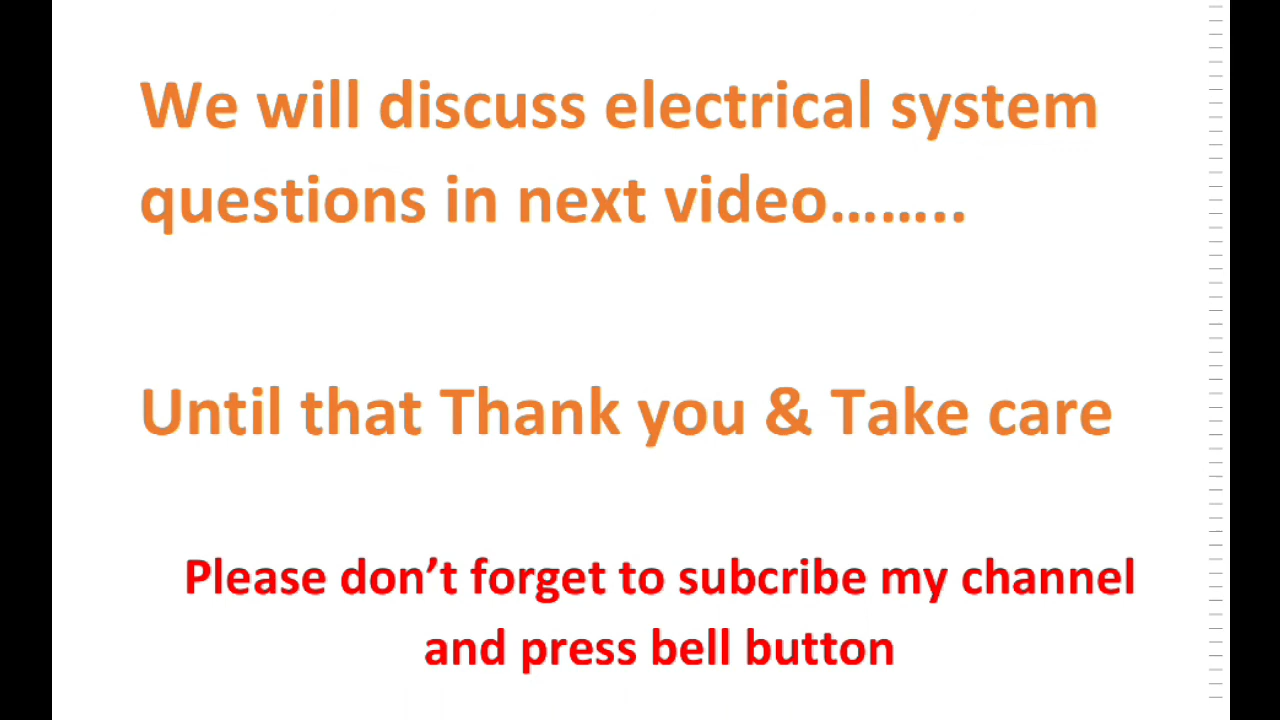 We will discuss electrical system
questions in next video……..
Until that Thank you & Take care
Please don’t forget to subcribe my channel
and press bell button